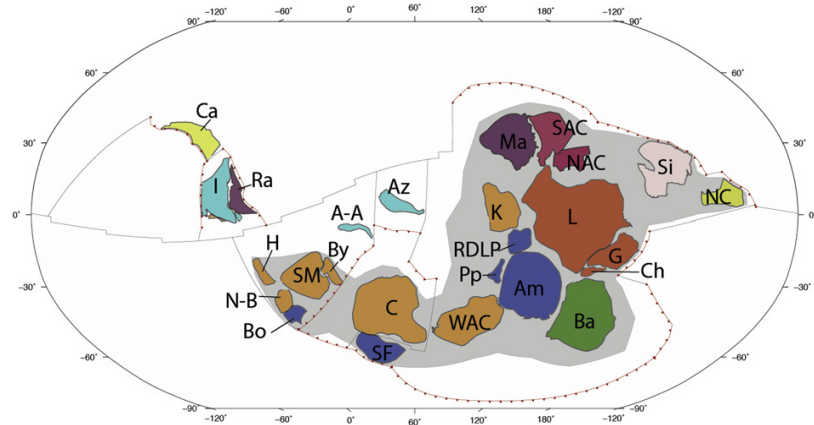 −120° −60° 0° 60° 120° 180° −120° −60°
90° 90°
60° 60°
Ca
SAC
Ma
30° NAC Si 30°
I Ra Az
NC
A-A K L
0° 0°
H By RDLP G
SM Pp Ch
−30° N-B Am −30°
C
Bo WAC Ba
SF
−60° −60°
−90° −90°
−120° −60° 0° 60° 120° 180° −120° −60°